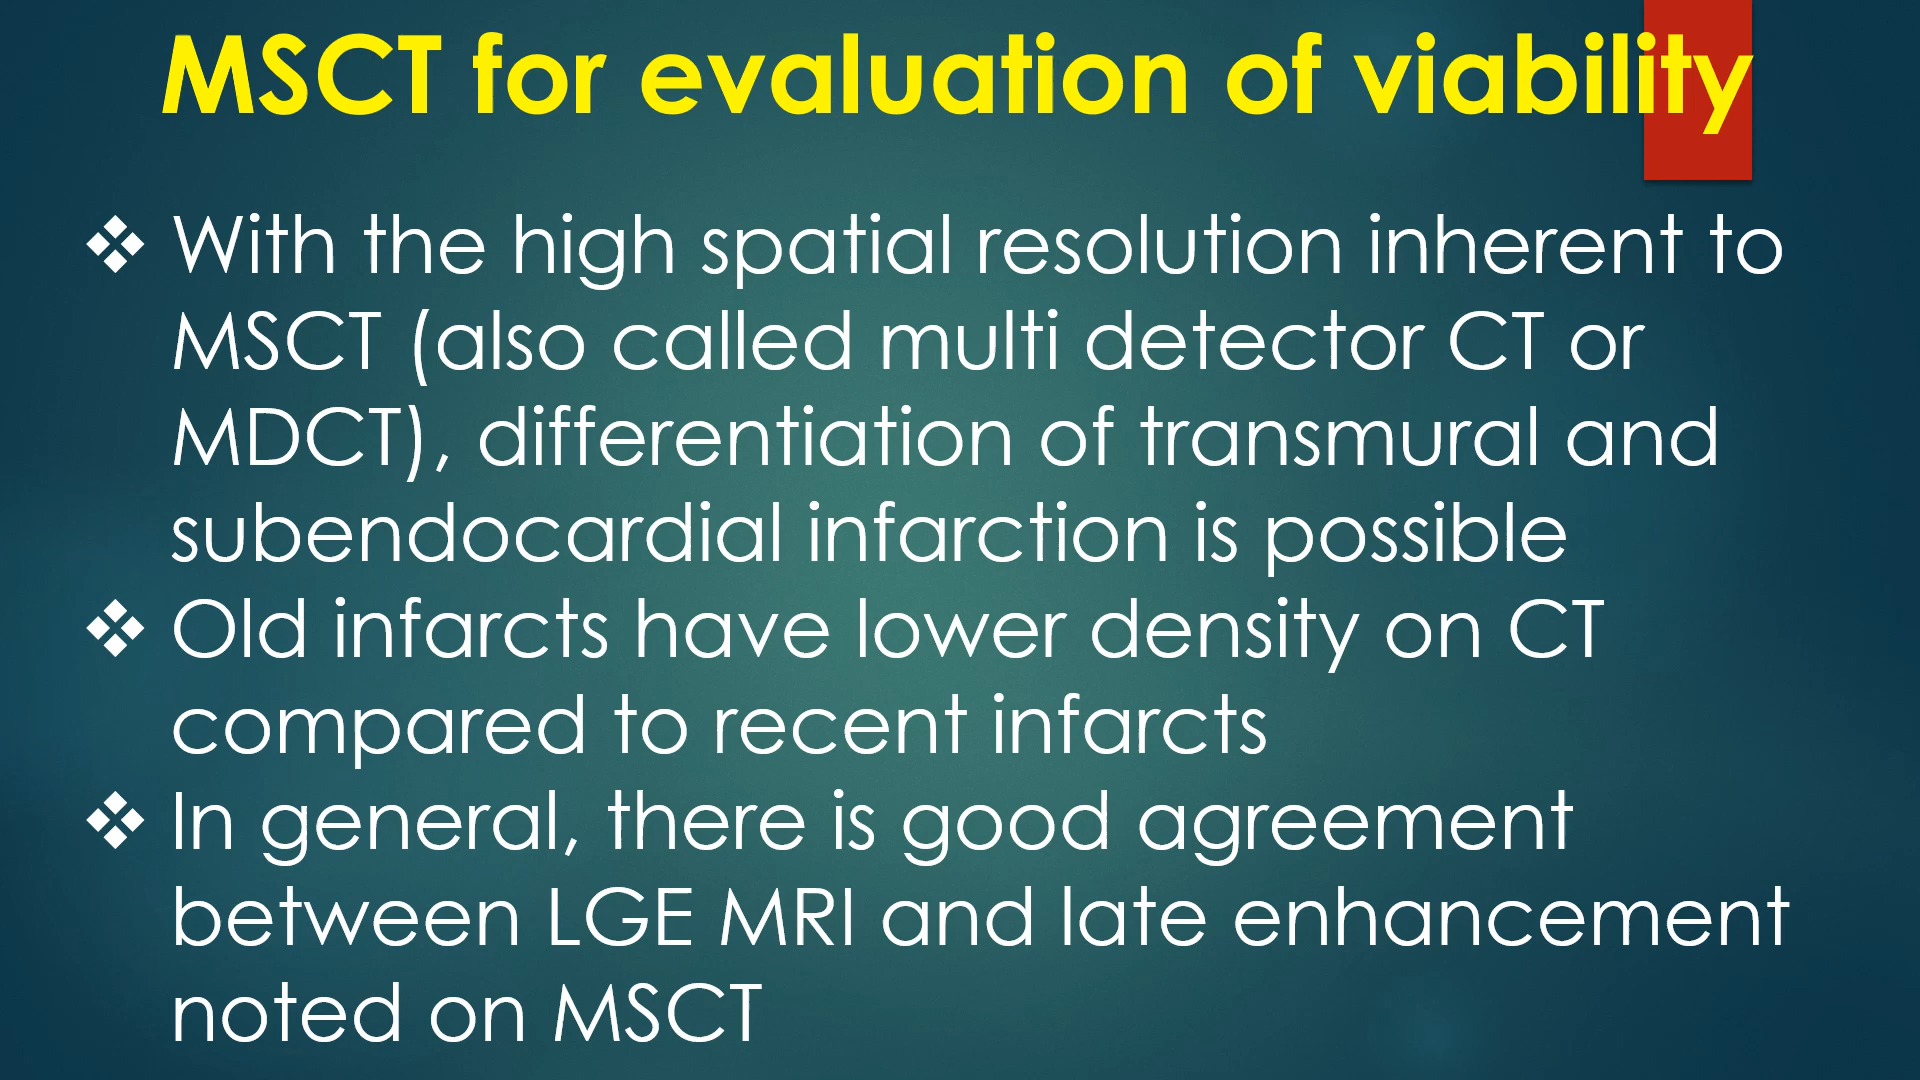 MSCT for evaluation of viability
❖ With the high spatial resolution inherent to
MSCT (also called multi detector CT or
MDCT), differentiation of transmural and
subendocardial infarction is possible
❖ Old infarcts have lower density on CT
compared to recent infarcts
❖ In general, there is good agreement
between LGE MRI and late enhancement
noted on MSCT